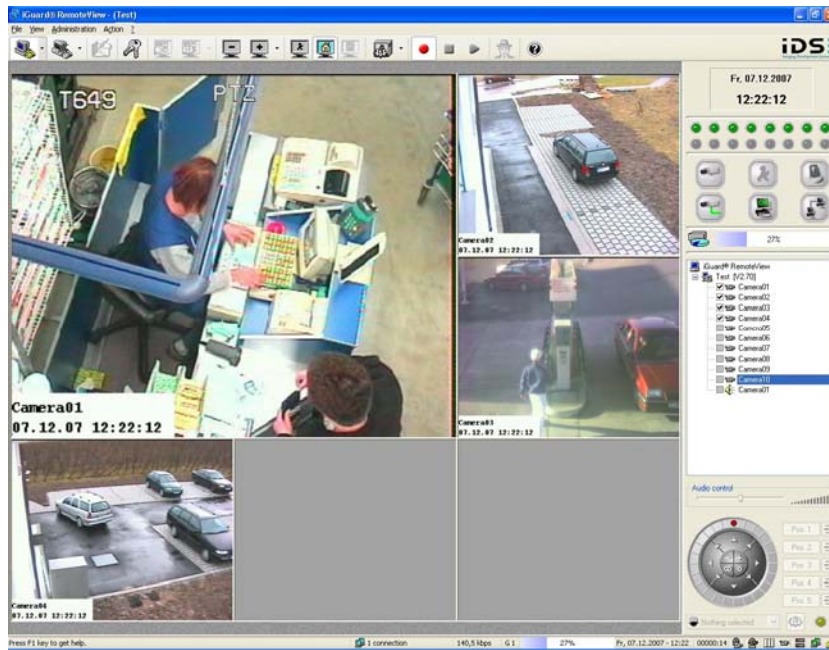 iGuard® RemoteView - (Test)
File View Administration Action ?
iDS
T649 PTZ
Camera01
07.12.07 12:22:12
Camera02
07.12.07 12:22:12
Camera03
07.12.07 12:22:12
Camera04
07.12.07 12:22:12
Fr, 07.12.2007
12:22:12
27%
iGuard® RemoteView
Test [V2.70]
Camera01
Camera02
Camera03
Camera04
Camera05
Camera06
Camera07
Camera08
Camera09
Camera10
Camera01
Audio control
Pos. 1
Pos. 2
Pos. 3
Pos. 4
Pos. 5
Nothing selected
Press F1 key to get help.
1 connection 140,5 kbps G 1 27% Fr, 07.12.2007 - 12:22 00000:14